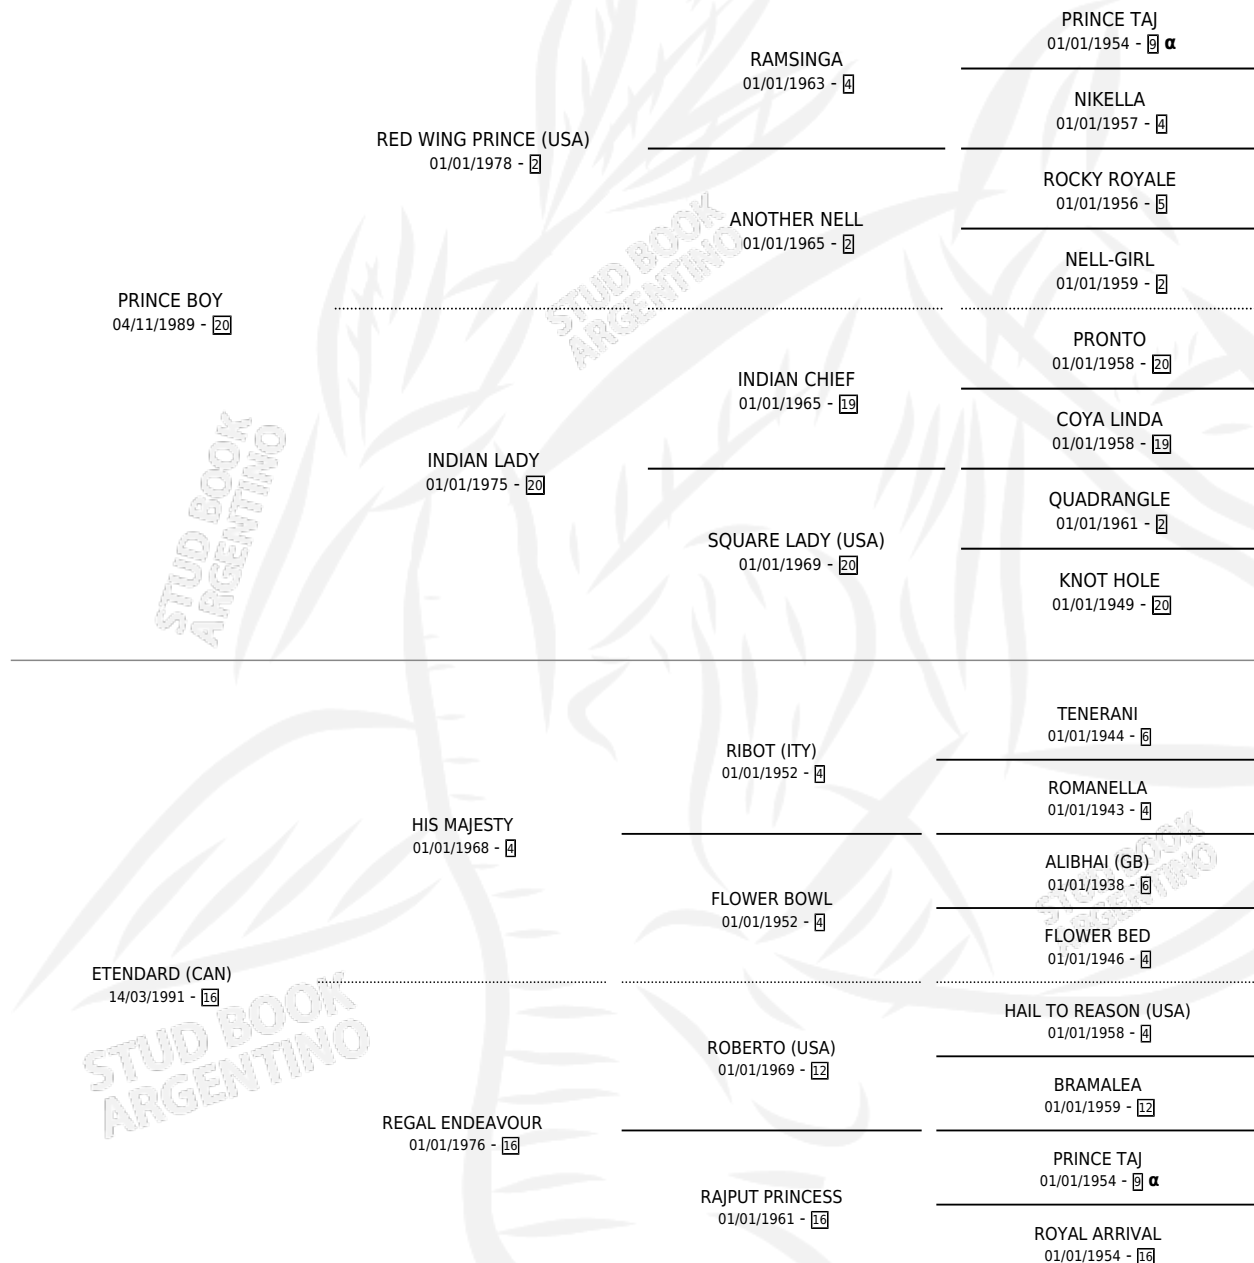 PRINCE TAJ
01/01/1954 - 9 α
RAMSINGA
01/01/1963 - 4
NIKELLA
01/01/1957 - 4
RED WING PRINCE (USA)
01/01/1978 - 2
ROCKY ROYALE
01/01/1956 - 5
ANOTHER NELL
01/01/1965 - 2
NELL-GIRL
01/01/1959 - 2
PRINCE BOY
04/11/1989 - 20
STUD BOOK
ARGENTINO
PRONTO
01/01/1958 - 20
INDIAN CHIEF
01/01/1965 - 19
COYA LINDA
01/01/1958 - 19
INDIAN LADY
01/01/1975 - 20
QUADRANGLE
01/01/1961 - 2
SQUARE LADY (USA)
01/01/1969 - 20
KNOT HOLE
01/01/1949 - 20
STUD BOOK
ARGENTINO
TENERANI
01/01/1944 - 6
RIBOT (ITY)
01/01/1952 - 4
ROMANELLA
01/01/1943 - 4
HIS MAJESTY
01/01/1968 - 4
ALIBHAI (GB)
01/01/1938 - 6
STUD BOOK
ARGENTINO
FLOWER BOWL
01/01/1952 - 4
FLOWER BED
01/01/1946 - 4
ETENDARD (CAN)
14/03/1991 - 16
STUD BOOK
ARGENTINO
HAIL TO REASON (USA)
01/01/1958 - 4
ROBERTO (USA)
01/01/1969 - 12
BRAMALEA
01/01/1959 - 12
REGAL ENDEAVOUR
01/01/1976 - 16
PRINCE TAJ
01/01/1954 - 9 α
RAJPUT PRINCESS
01/01/1961 - 16
ROYAL ARRIVAL
01/01/1954 - 16